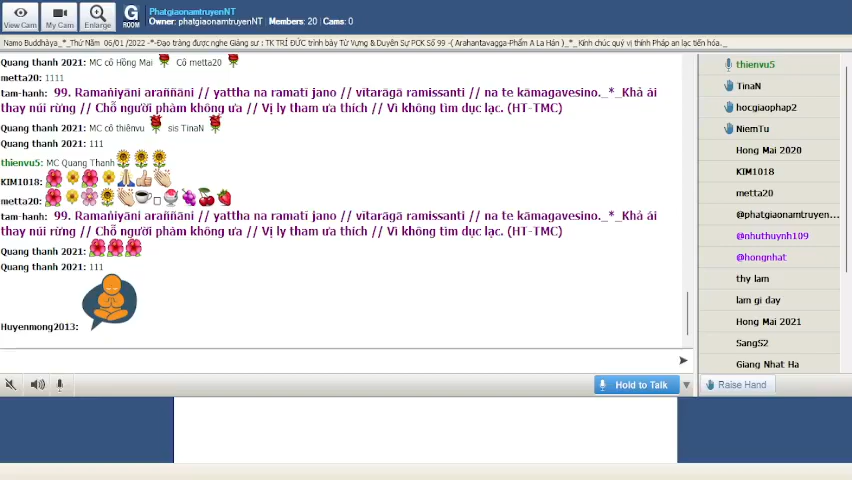 View Cam
My Cam
Enlarge
G
ROOM
PhatgiaonamtruyenNT
Owner: phatgiaonamtruyenNT Members: 20 Cams: 0
Namo Buddhàya_*_Thứ Năm 06/01/2022 -*-Đạo tràng được nghe Giảng sư : TK TRÍ ĐỨC trình bày Từ Vựng & Duyên Sự PCK Số 99 -( Arahantavagga-Phẩm A La Hán )_*_ Kính chúc quý vị thính Pháp an lạc tiến hóa._
Quang thanh 2021: MC cô Hồng Mai Cô metta20
metta20: 1111
tam-hanh: 99. Ramaṇīyāni araññāni // yattha na ramatī jano // vītarāgā ramissanti // na te kāmagavesino._*_Khả ái
thay núi rừng // Chỗ người phàm không ưa // Vị ly tham ưa thích // Vì không tìm dục lạc. (HT-TMC)
Quang thanh 2021: MC cô thiênvu sis TinaN
Quang thanh 2021: 111
thienvu5: MC Quang Thanh
KIM1018:
metta20:
tam-hanh: 99. Ramaṇīyāni araññāni // yattha na ramatī jano // vītarāgā ramissanti // na te kāmagavesino._*_Khả ái
thay núi rừng // Chỗ người phàm không ưa // Vị ly tham ưa thích // Vì không tìm dục lạc. (HT-TMC)
Quang thanh 2021:
Quang thanh 2021: 111
Huyenmong2013:
Hold to Talk
thienvu5
TinaN
hocgiaophap2
NiemTu
Hong Mai 2020
KIM1018
metta20
@phatgiaonamtruyen...
@nhuthuynh109
@hongnhat
thy lam
lam gi day
Hong Mai 2021
SangS2
Giang Nhat Ha
Raise Hand